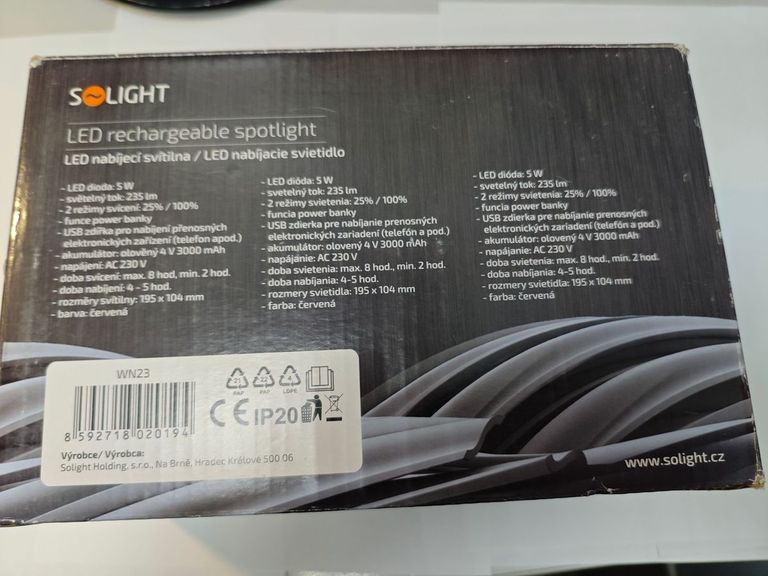 SOLIGHT
LED rechargeable spotlight
LED nabíjecí svítilna / LED nabíjacie svietidlo
- LED dioda: 5 W
- světelný tok: 235 lm
- 2 režimy svícení: 25% / 100%
- funce power banky
- USB zdířka pro nabíjení přenosných
elektronických zařízení (telefon apod.)
- akumulátor: olovený 4 V 3000 mAh
- napájení: AC 230 V
- doba svícení: max. 8 hod., min. 2 hod.
- doba nabíjení: 4 - 5 hod.
- rozměry svítilny: 195 x 104 mm
- barva: červená
- LED dióda: 5 W
- svetelný tok: 235 lm
- 2 režimy svietenia: 25% / 100%
- funcia power banky
- USB zdierka pre nabíjanie prenosných
elektronických zariadení (telefón a pod.)
- akumulátor: olovený 4 V 3000 mAh
- napájanie: AC 230 V
- doba svietenia: max. 8 hod., min. 2 hod.
- doba nabíjania: 4-5 hod.
- rozmery svietidla: 195 x 104 mm
- farba: červená
- LED dióda: 5 W
- svetelný tok: 235 lm
- 2 režimy svietenia: 25% / 100%
- funcia power banky
- USB zdierka pre nabíjanie prenosných
elektronických zariadení (telefón a pod.)
- akumulátor: olovený 4 V 3000 mAh
- napájanie: AC 230 V
- doba svietenia: max. 8 hod., min. 2 hod.
- doba nabíjania: 4-5 hod.
- rozmery svietidla: 195 x 104 mm
- farba: červená
WN23
8 592718 020194
21 22 4
PAP PAP LDPE
CE IP20
Výrobce/ Výrobca:
Solight Holding, s.r.o., Na Brně, Hradec Králové 500 06
www.solight.cz